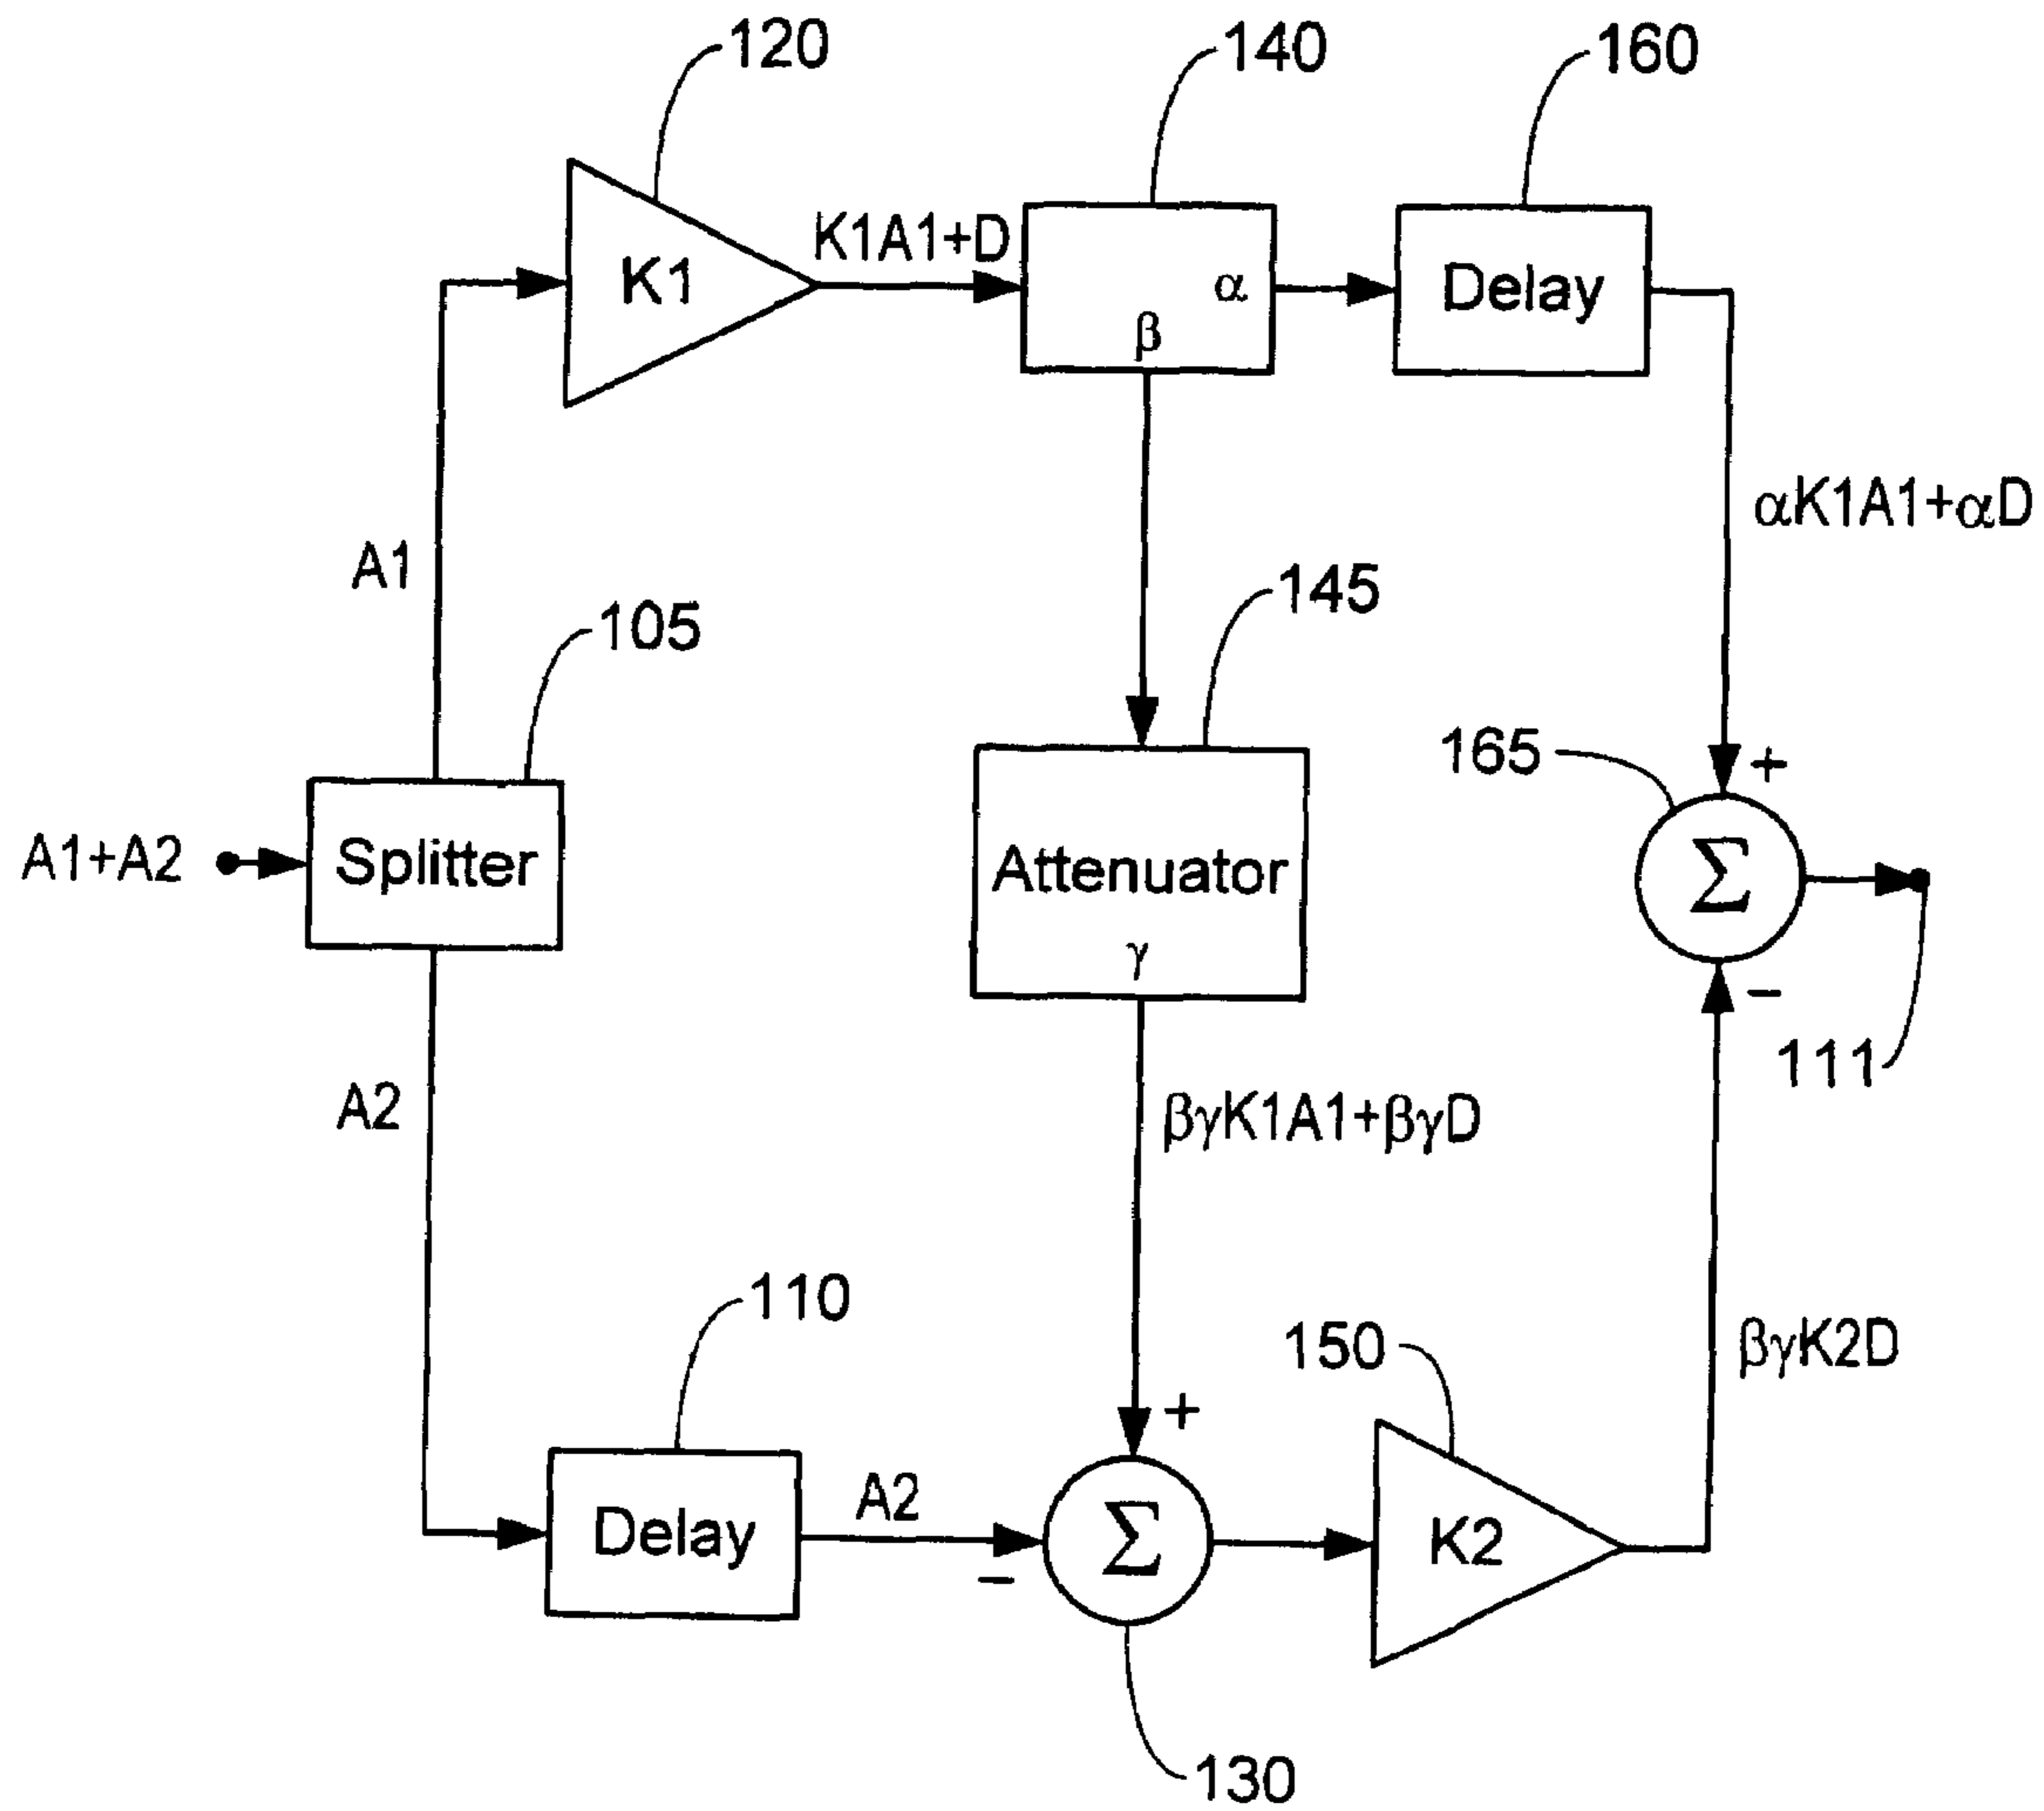 120
140
160
K1
K1A1+D
α
β
Delay
αK1A1+αD
A1
105
145
165
+
A1+A2
Splitter
Attenuator
γ
Σ
−
111
A2
βγK1A1+βγD
110
150
βγK2D
+
Delay
A2
−
Σ
K2
130